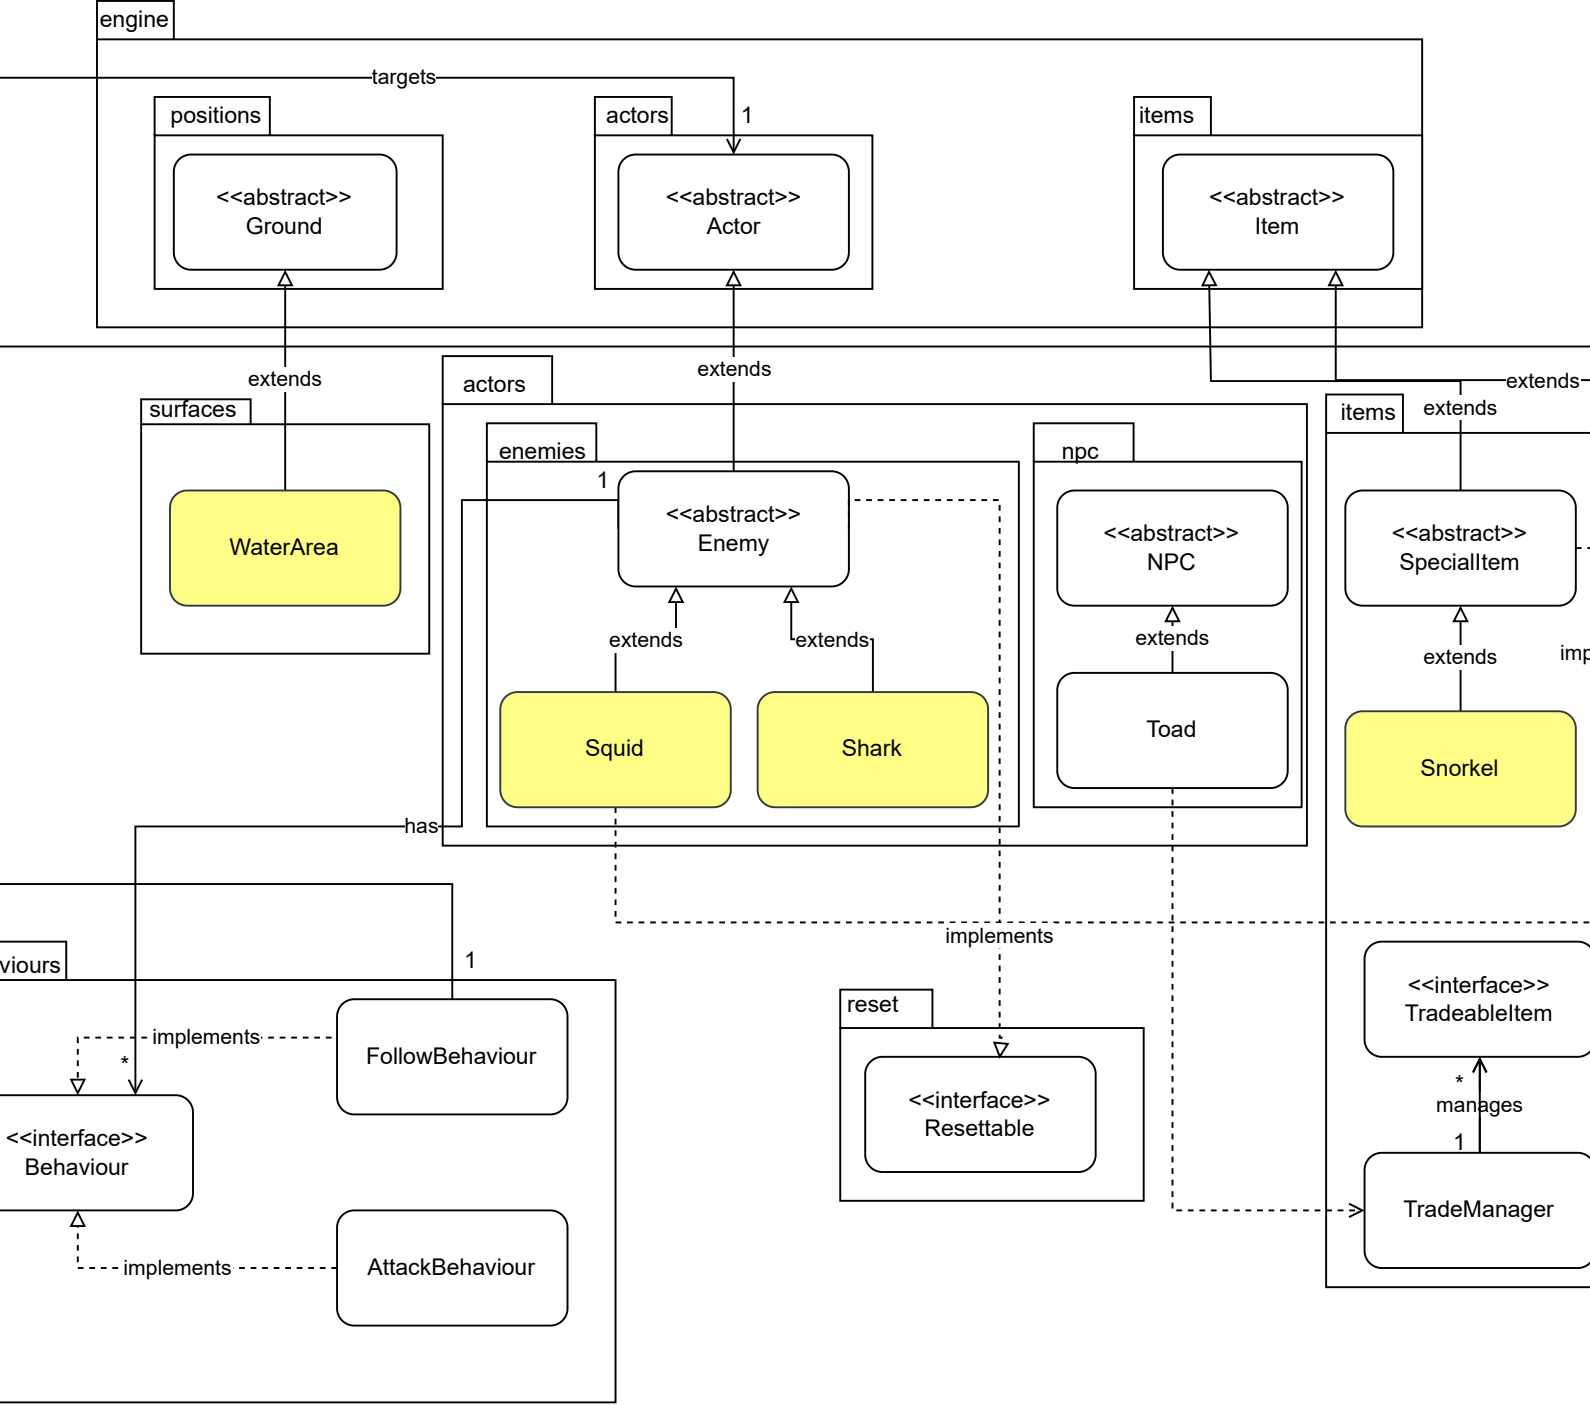 engine
targets
positions
actors
1
items
<<abstract>>
Ground
<<abstract>>
Actor
<<abstract>>
Item
extends
extends
extends
extends
surfaces
actors
items
enemies
npc
1
WaterArea
<<abstract>>
Enemy
<<abstract>>
NPC
<<abstract>>
SpecialItem
extends
extends
extends
extends
imp
Squid
Shark
Toad
Snorkel
has
implements
viours
1
implements
*
FollowBehaviour
reset
<<interface>>
TradeableItem
<<interface>>
Behaviour
<<interface>>
Resettable
*
manages
1
implements
AttackBehaviour
TradeManager